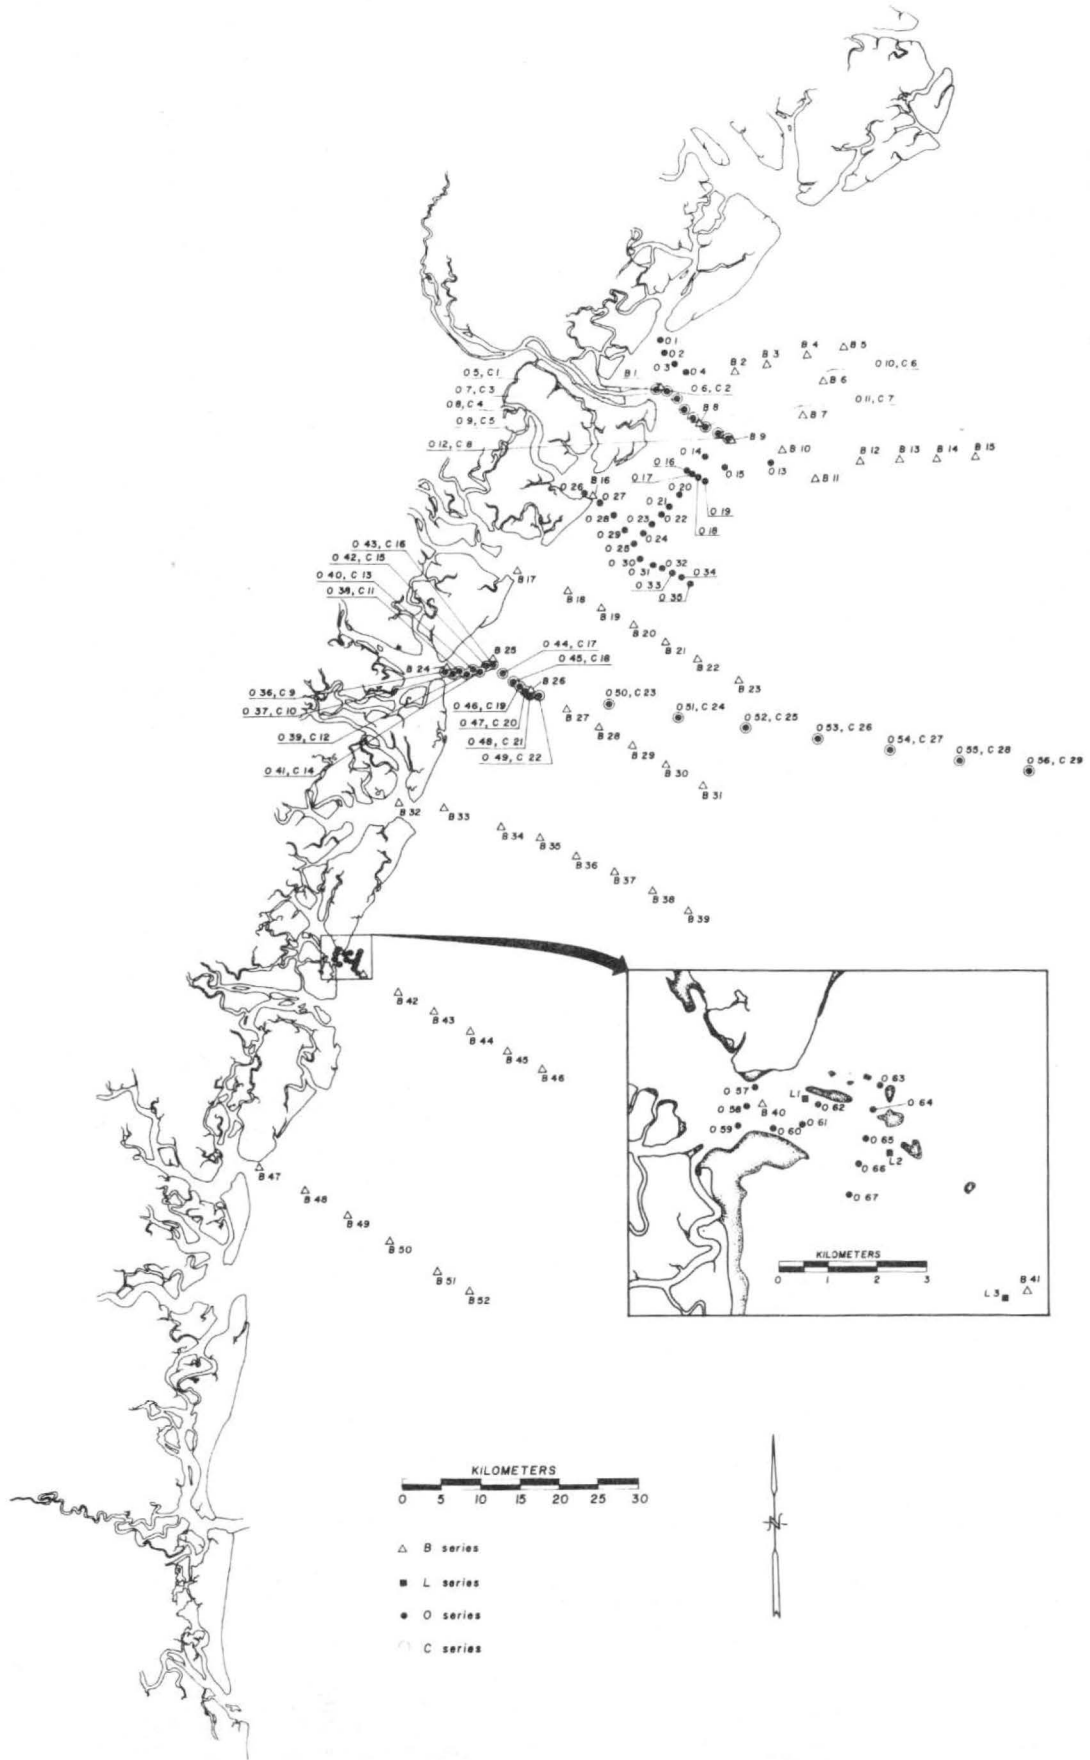 O 1
O 2
O 3
O 4
B 2
B 3
B 4
B 5
B 6
O 10, C 6
O 5, C 1
B 1
O 7, C 3
O 6, C 2
O 8, C 4
O 11, C 7
O 9, C 5
B 8
B 7
O 12, C 8
B 9
B 10
O 14
O 15
O 13
B 12
B 13
B 14
B 15
B 11
O 16
O 17
O 18
O 19
O 20
O 26
B 16
O 27
O 21
O 22
O 28
O 23
O 29
O 24
O 25
O 30
O 31
O 32
O 33
O 34
O 35
O 43, C 16
O 42, C 15
O 40, C 13
O 38, C 11
B 17
B 18
B 19
B 20
B 21
B 22
B 23
B 24
B 25
O 44, C 17
O 45, C 18
B 26
O 36, C 9
O 37, C 10
O 46, C 19
O 39, C 12
O 47, C 20
O 48, C 21
O 41, C 14
O 49, C 22
B 27
B 28
B 29
B 30
B 31
O 50, C 23
O 51, C 24
O 52, C 25
O 53, C 26
O 54, C 27
O 55, C 28
O 56, C 29
B 32
B 33
B 34
B 35
B 36
B 37
B 38
B 39
B 42
B 43
B 44
B 45
B 46
O 57
O 58
O 59
B 40
L1
O 62
O 63
O 64
O 60
O 61
O 65
L2
O 66
O 67
KILOMETERS
0 1 2 3
L 3
B 41
B 47
B 48
B 49
B 50
B 51
B 52
KILOMETERS
0 5 10 15 20 25 30
N
B series
L series
O series
C series